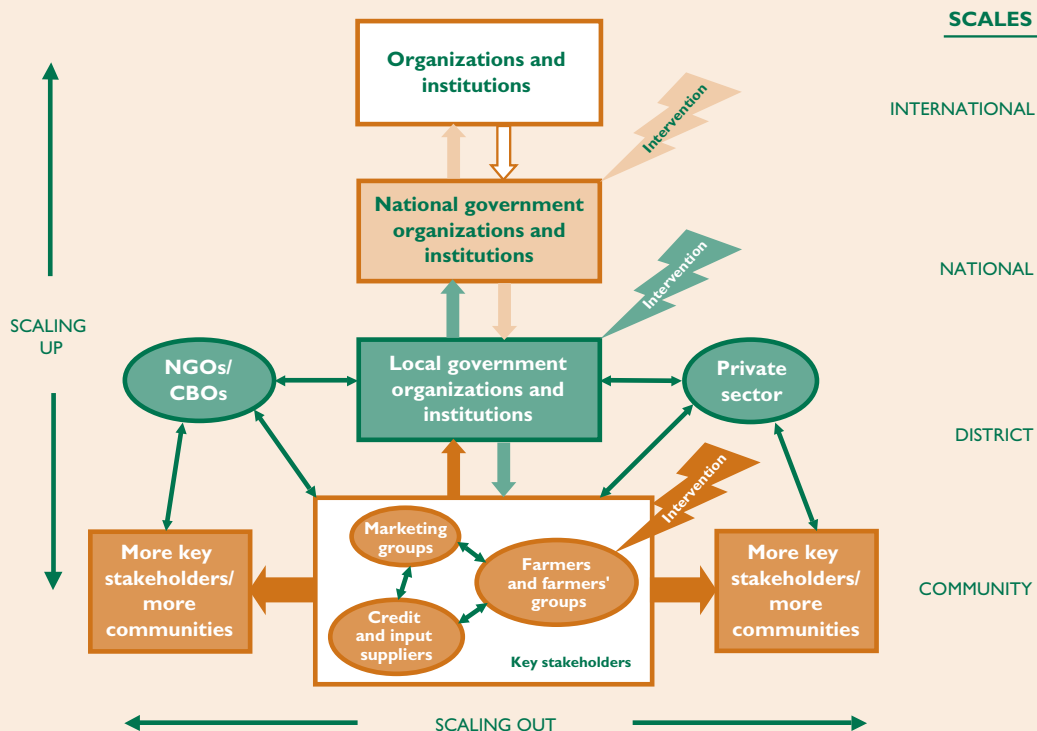 SCALES
Organizations and
institutions
INTERNATIONAL
Intervention
National government
organizations and
institutions
NATIONAL
Intervention
SCALING
UP
NGOs/
CBOs
Local government
organizations and
institutions
Private
sector
DISTRICT
Intervention
More key
stakeholders/
more
communities
Marketing
groups
Farmers
and farmers'
groups
Credit
and input
suppliers
Key stakeholders
More key
stakeholders/
more
communities
COMMUNITY
SCALING OUT